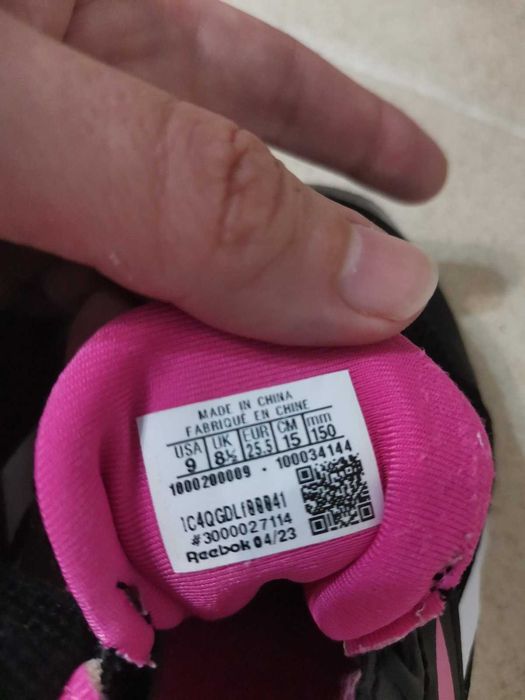 MADE IN CHINA
FABRIQUÉ EN CHINE
USA UK EUR CM mm
9 8½ 25.5 15 150
1000200009 · 100034144
#3000027114
Reebok 04/23